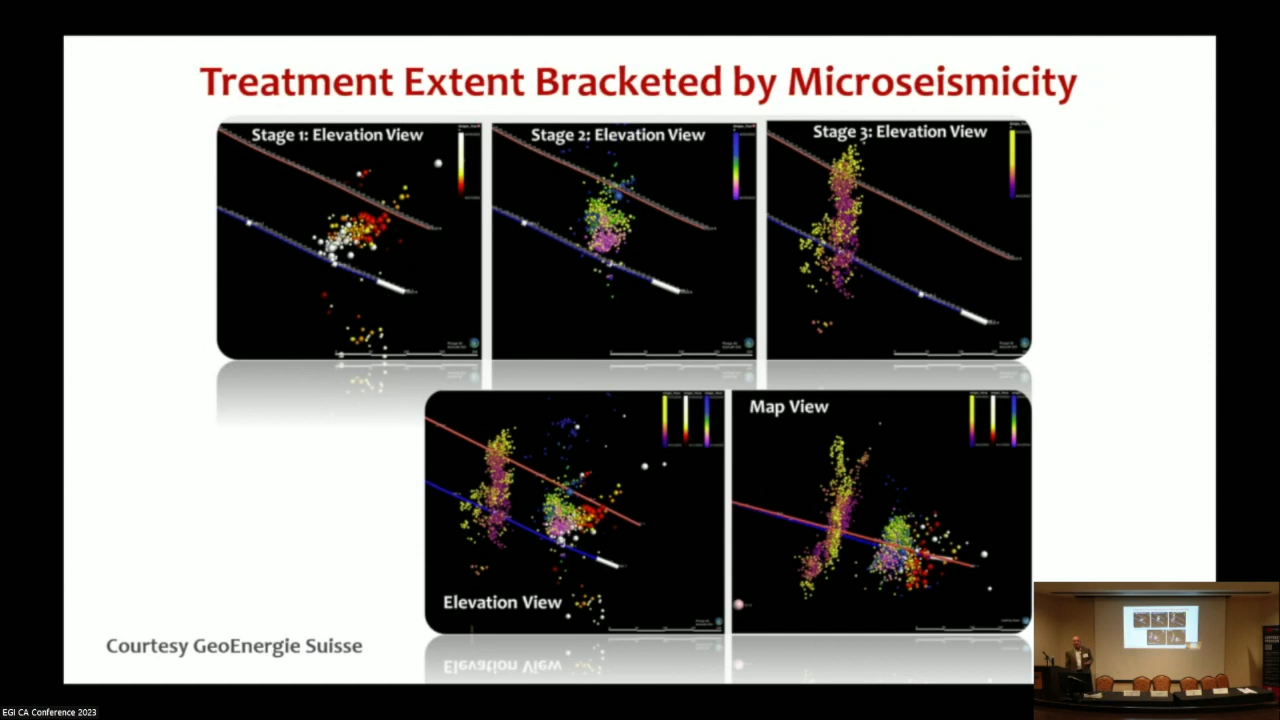 Treatment Extent Bracketed by Microseismicity
Stage 1: Elevation View
Stage 2: Elevation View
Stage 3: Elevation View
Map View
Elevation View
Courtesy GeoEnergie Suisse
EGI CA Conference 2023